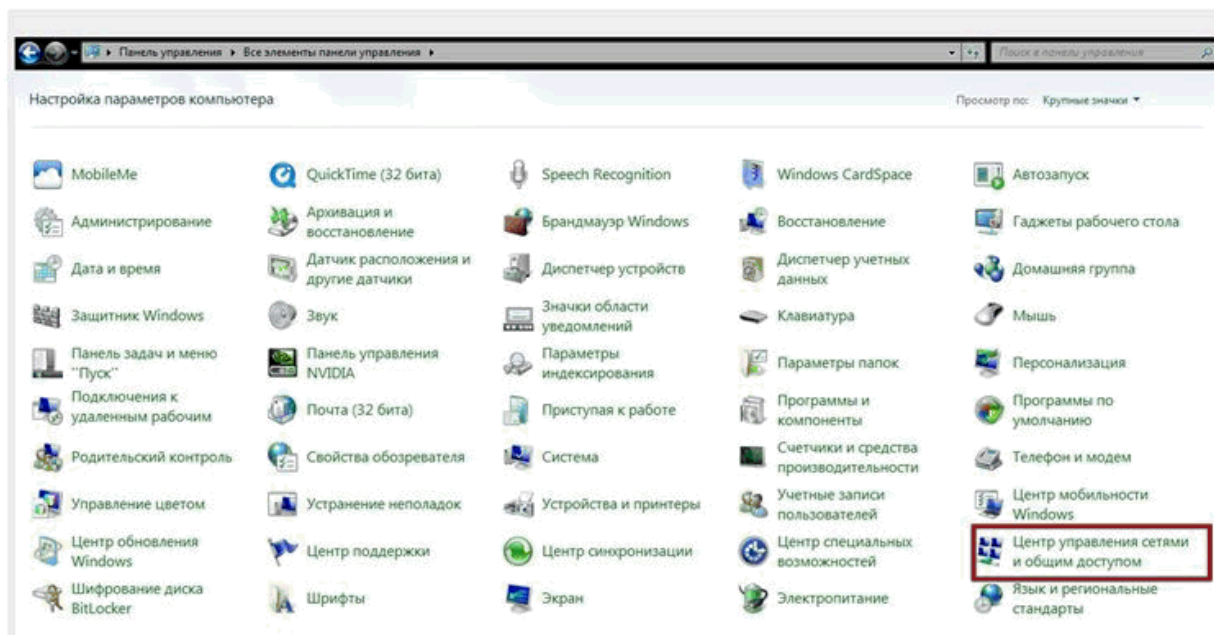 Панель управления ▸ Все элементы панели управления ▸
Поиск в панели управления
Настройка параметров компьютера
Просмотр по: Крупные значки
MobileMe
QuickTime (32 бита)
Speech Recognition
Windows CardSpace
Автозапуск
Администрирование
Архивация и
восстановление
Брандмауэр Windows
Восстановление
Гаджеты рабочего стола
Дата и время
Датчик расположения и
другие датчики
Диспетчер устройств
Диспетчер учетных
данных
Домашняя группа
Защитник Windows
Звук
Значки области
уведомлений
Клавиатура
Мышь
Панель задач и меню
''Пуск''
Панель управления
NVIDIA
Параметры
индексирования
Параметры папок
Персонализация
Подключения к
удаленным рабочим
Почта (32 бита)
Приступая к работе
Программы и
компоненты
Программы по
умолчанию
Родительский контроль
Свойства обозревателя
Система
Счетчики и средства
производительности
Телефон и модем
Управление цветом
Устранение неполадок
Устройства и принтеры
Учетные записи
пользователей
Центр мобильности
Windows
Центр обновления
Windows
Центр поддержки
Центр синхронизации
Центр специальных
возможностей
Центр управления сетями
и общим доступом
Шифрование диска
BitLocker
Шрифты
Экран
Электропитание
Язык и региональные
стандарты